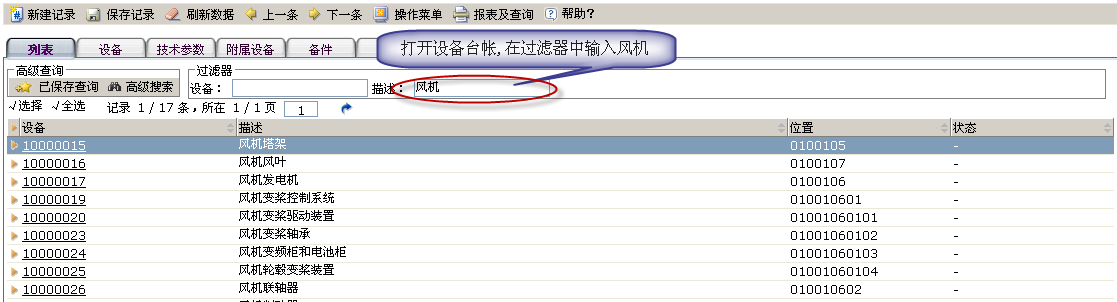 新建记录 保存记录 刷新数据 上一条 下一条 操作菜单 报表及查询 帮助?
列表 设备 技术参数 附属设备 备件
打开设备台帐,在过滤器中输入风机
高级查询 过滤器
已保存查询 高级搜索 设备: 描述: 风机
√选择 √全选 记录 1 / 17 条,所在 1 / 1 页 1
设备 描述 位置 状态
10000015 风机塔架 0100105 -
10000016 风机风叶 0100107 -
10000017 风机发电机 0100106 -
10000019 风机变桨控制系统 010010601 -
10000020 风机变桨驱动装置 01001060101 -
10000023 风机变桨轴承 01001060102 -
10000024 风机变频柜和电池柜 01001060103 -
10000025 风机轮毂变桨装置 01001060104 -
10000026 风机联轴器 010010602 -